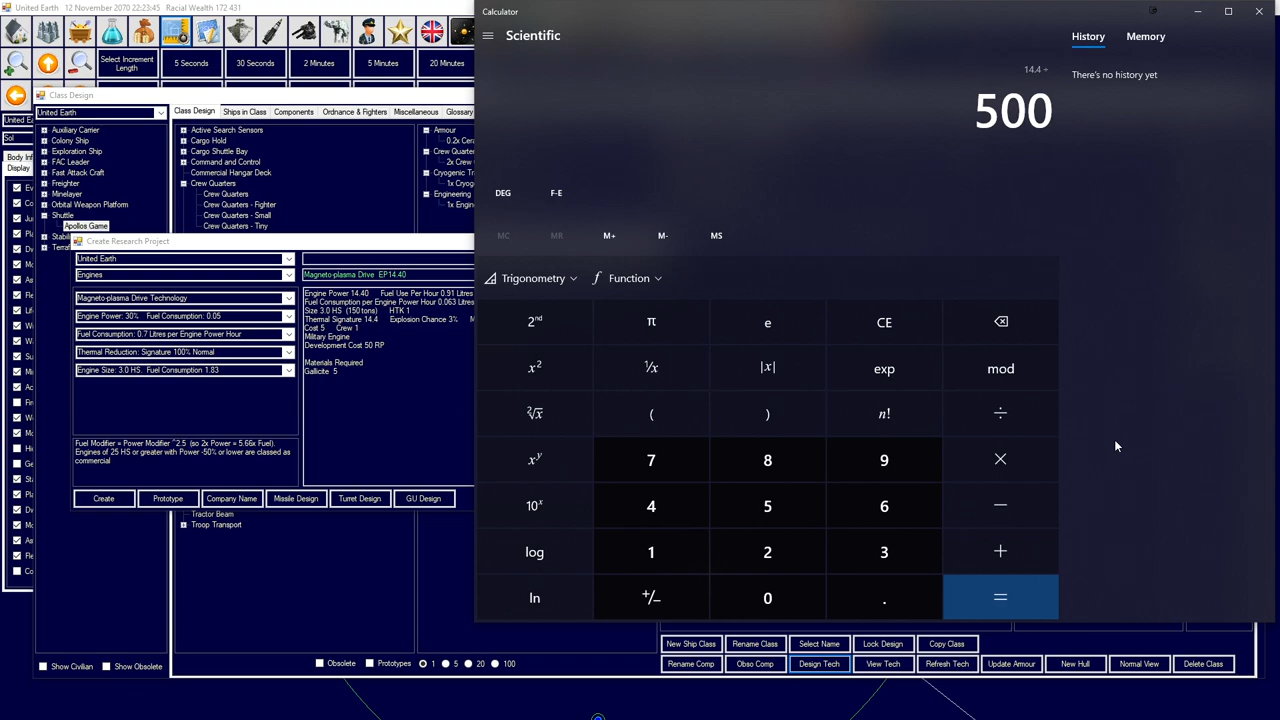 United Earth    12 November 2070 22:23:45    Racial Wealth 172 431
Select Increment Length
5 Seconds
30 Seconds
2 Minutes
5 Minutes
20 Minutes
Class Design
United Earth
Auxiliary Carrier
Colony Ship
Exploration Ship
FAC Leader
Fast Attack Craft
Freighter
Minelayer
Orbital Weapon Platform
Shuttle
Apollos Game
Sol
Display
Class Design
Ships in Class
Components
Ordnance & Fighters
Miscellaneous
Glossary
Active Search Sensors
Cargo Hold
Cargo Shuttle Bay
Command and Control
Commercial Hangar Deck
Crew Quarters
Crew Quarters
Crew Quarters - Fighter
Crew Quarters - Small
Crew Quarters - Tiny
Armour
Create Research Project
United Earth
Engines
Magneto-plasma Drive Technology
Engine Power: 30%    Fuel Consumption: 0.05
Fuel Consumption: 0.7 Litres per Engine Power Hour
Thermal Reduction: Signature 100% Normal
Engine Size: 3.0 HS.  Fuel Consumption 1.83
Fuel Modifier = Power Modifier ^2.5  (so 2x Power = 5.66x Fuel).
Engines of 25 HS or greater with Power -50% or lower are classed as
commercial
Magneto-plasma Drive  EP14.40
Engine Power 14.40    Fuel Use Per Hour 0.91 Litres
Fuel Consumption per Engine Power Hour 0.063 Litres
Size 3.0 HS  (150 tons)    HTK 1
Thermal Signature 14.4    Explosion Chance 3%
Cost 5    Crew 1
Military Engine
Development Cost 50 RP
Materials Required
Gallicite  5
Create
Prototype
Company Name
Missile Design
Turret Design
GU Design
Tractor Beam
Troop Transport
Show Civilian
Show Obsolete
Obsolete
Prototypes
1
5
20
100
New Ship Class
Rename Class
Select Name
Lock Design
Copy Class
Rename Comp
Obso Comp
Design Tech
View Tech
Refresh Tech
Update Armour
New Hull
Normal View
Delete Class
Calculator
Scientific
History
Memory
There's no history yet
14.4 ÷
500
DEG
F-E
MC
MR
M+
M-
MS
Trigonometry
Function
2nd
π
e
CE
x²
¹/x
|x|
exp
mod
²√x
(
)
n!
÷
xʸ
7
8
9
×
10ˣ
4
5
6
−
log
1
2
3
+
ln
+/−
0
.
=